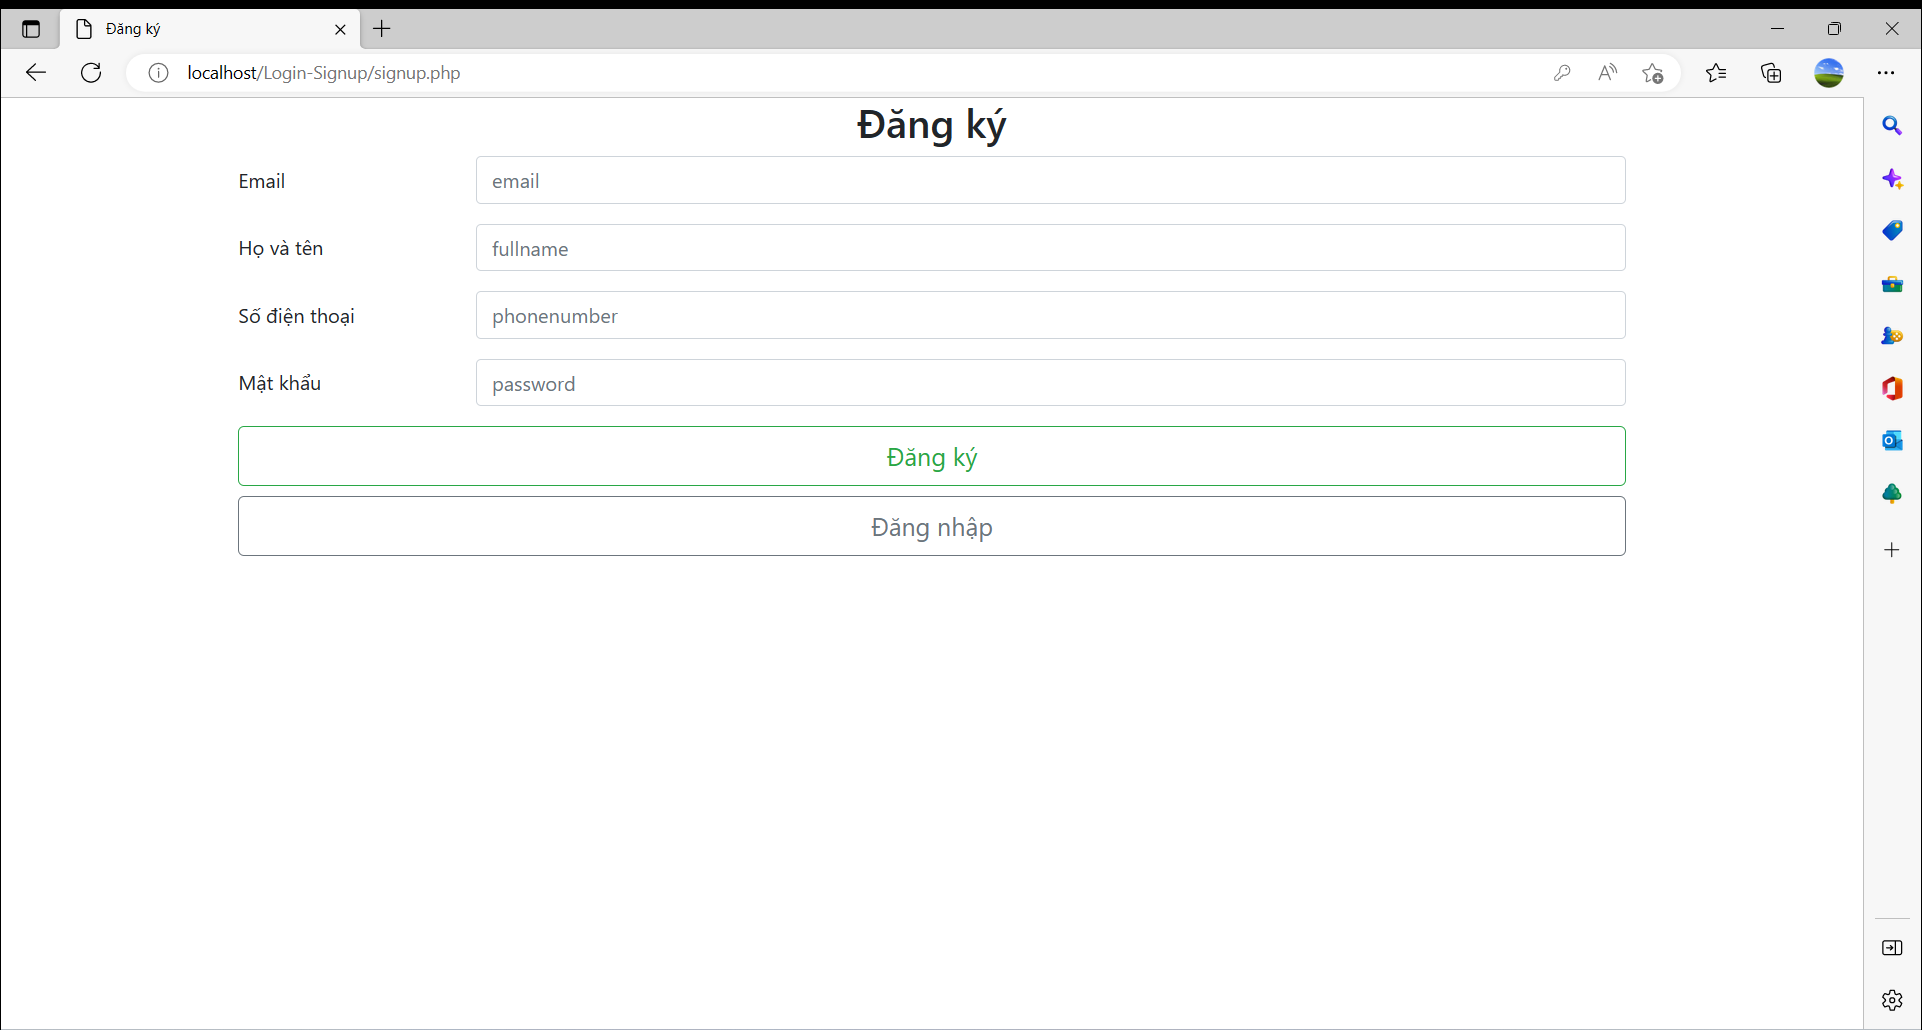 Đăng ký
localhost/Login-Signup/signup.php
Đăng ký
Email email
Họ và tên fullname
Số điện thoại phonenumber
Mật khẩu password
Đăng ký
Đăng nhập